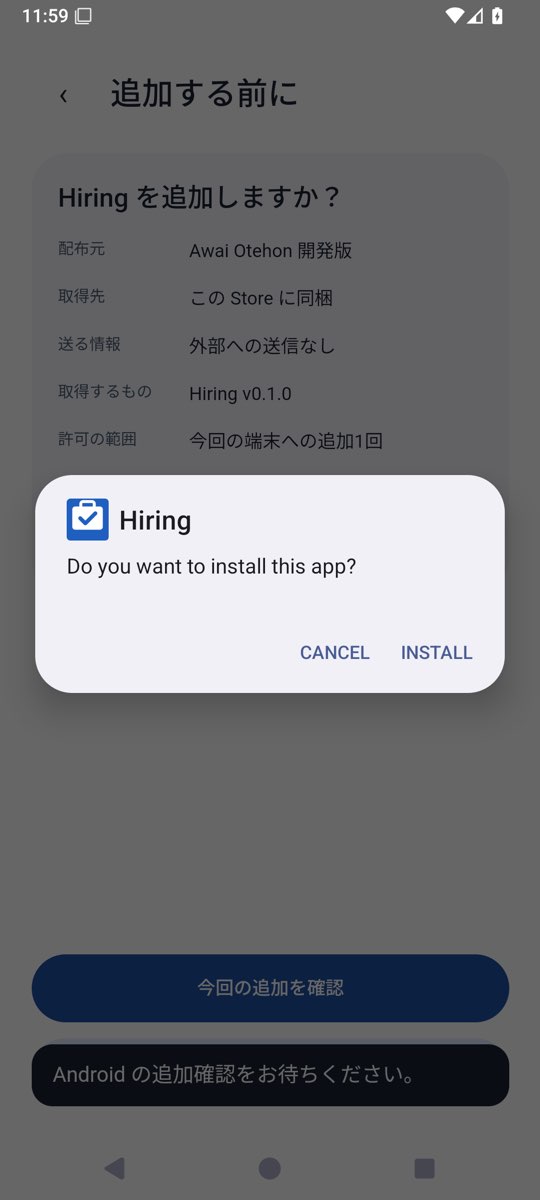 11:59
追加する前に
Hiring を追加しますか？
配布元 Awai Otehon 開発版
取得先 この Store に同梱
送る情報 外部への送信なし
取得するもの Hiring v0.1.0
許可の範囲 今回の端末への追加1回
Hiring
Do you want to install this app?
CANCEL INSTALL
今回の追加を確認
Android の追加確認をお待ちください。